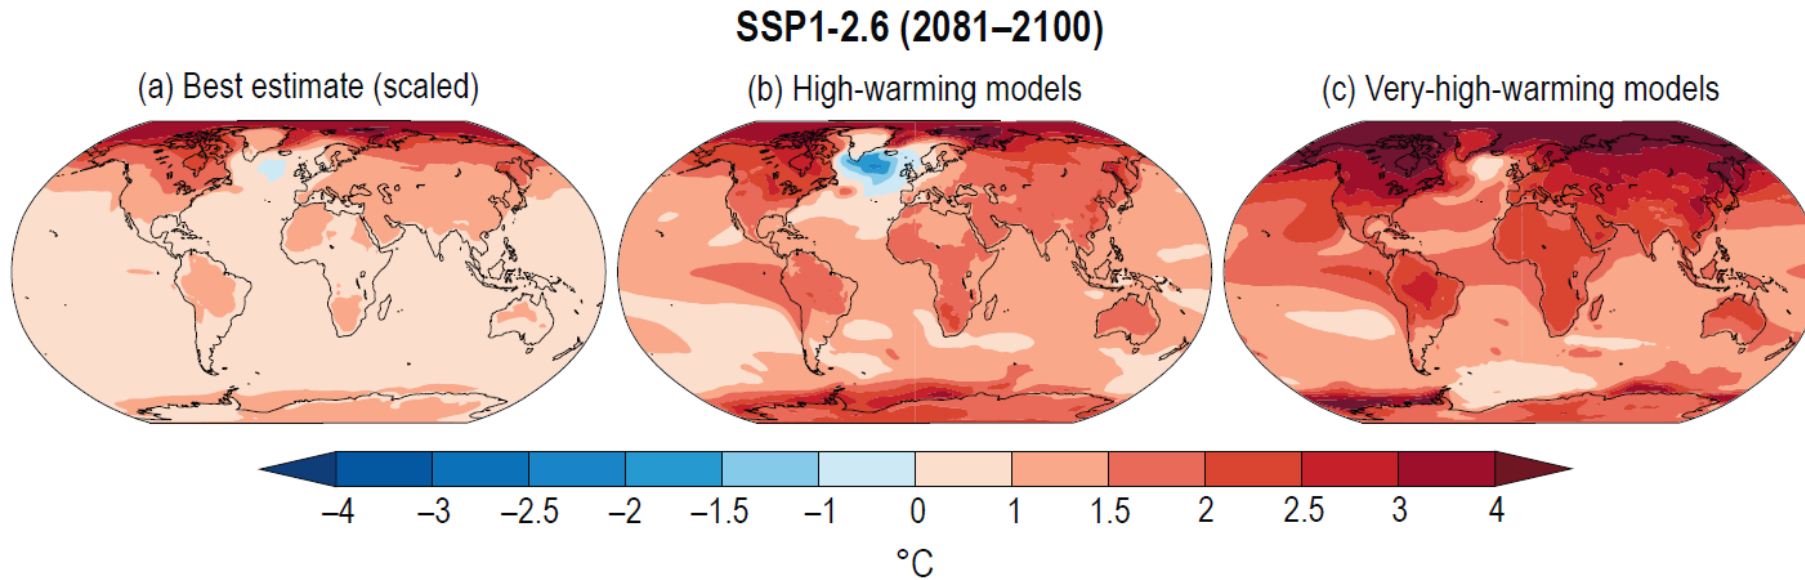 SSP1-2.6 (2081–2100)
(a) Best estimate (scaled)
(b) High-warming models
(c) Very-high-warming models
–4 –3 –2.5 –2 –1.5 –1 0 1 1.5 2 2.5 3 4
°C